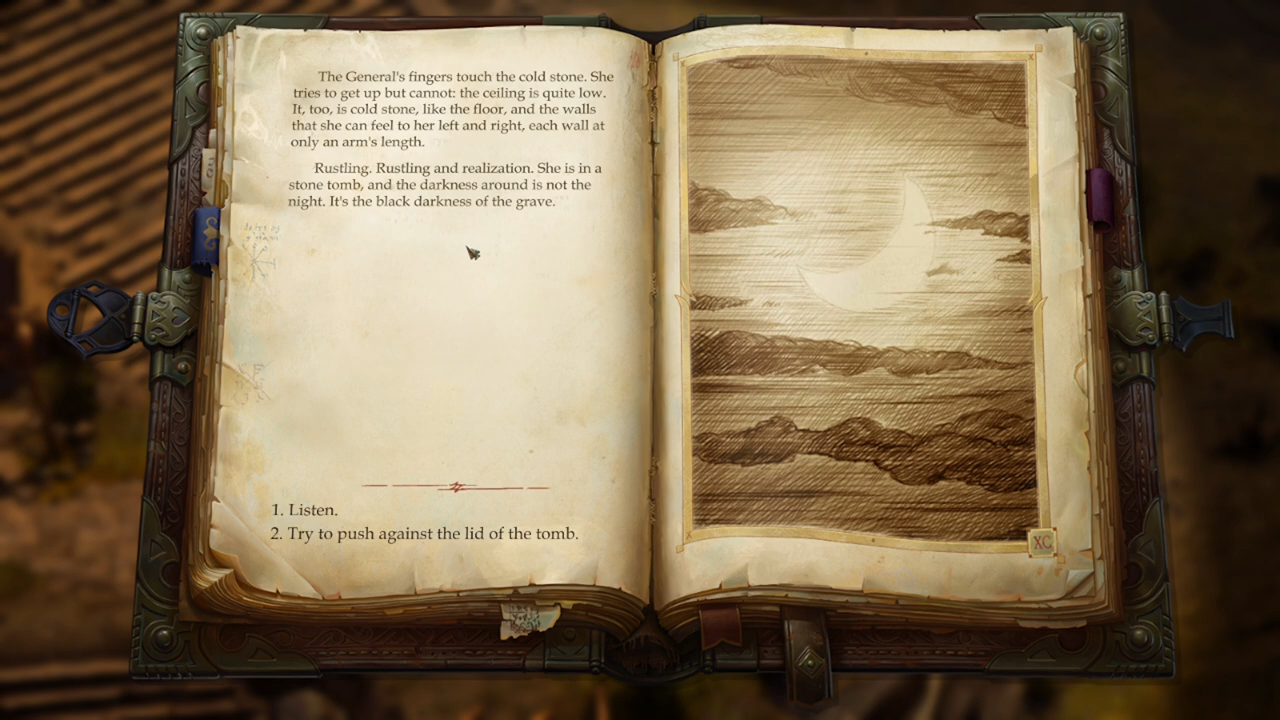 The General's fingers touch the cold stone. She
tries to get up but cannot: the ceiling is quite low.
It, too, is cold stone, like the floor, and the walls
that she can feel to her left and right, each wall at
only an arm's length.
Rustling. Rustling and realization. She is in a
stone tomb, and the darkness around is not the
night. It's the black darkness of the grave.
1. Listen.
2. Try to push against the lid of the tomb.
XC